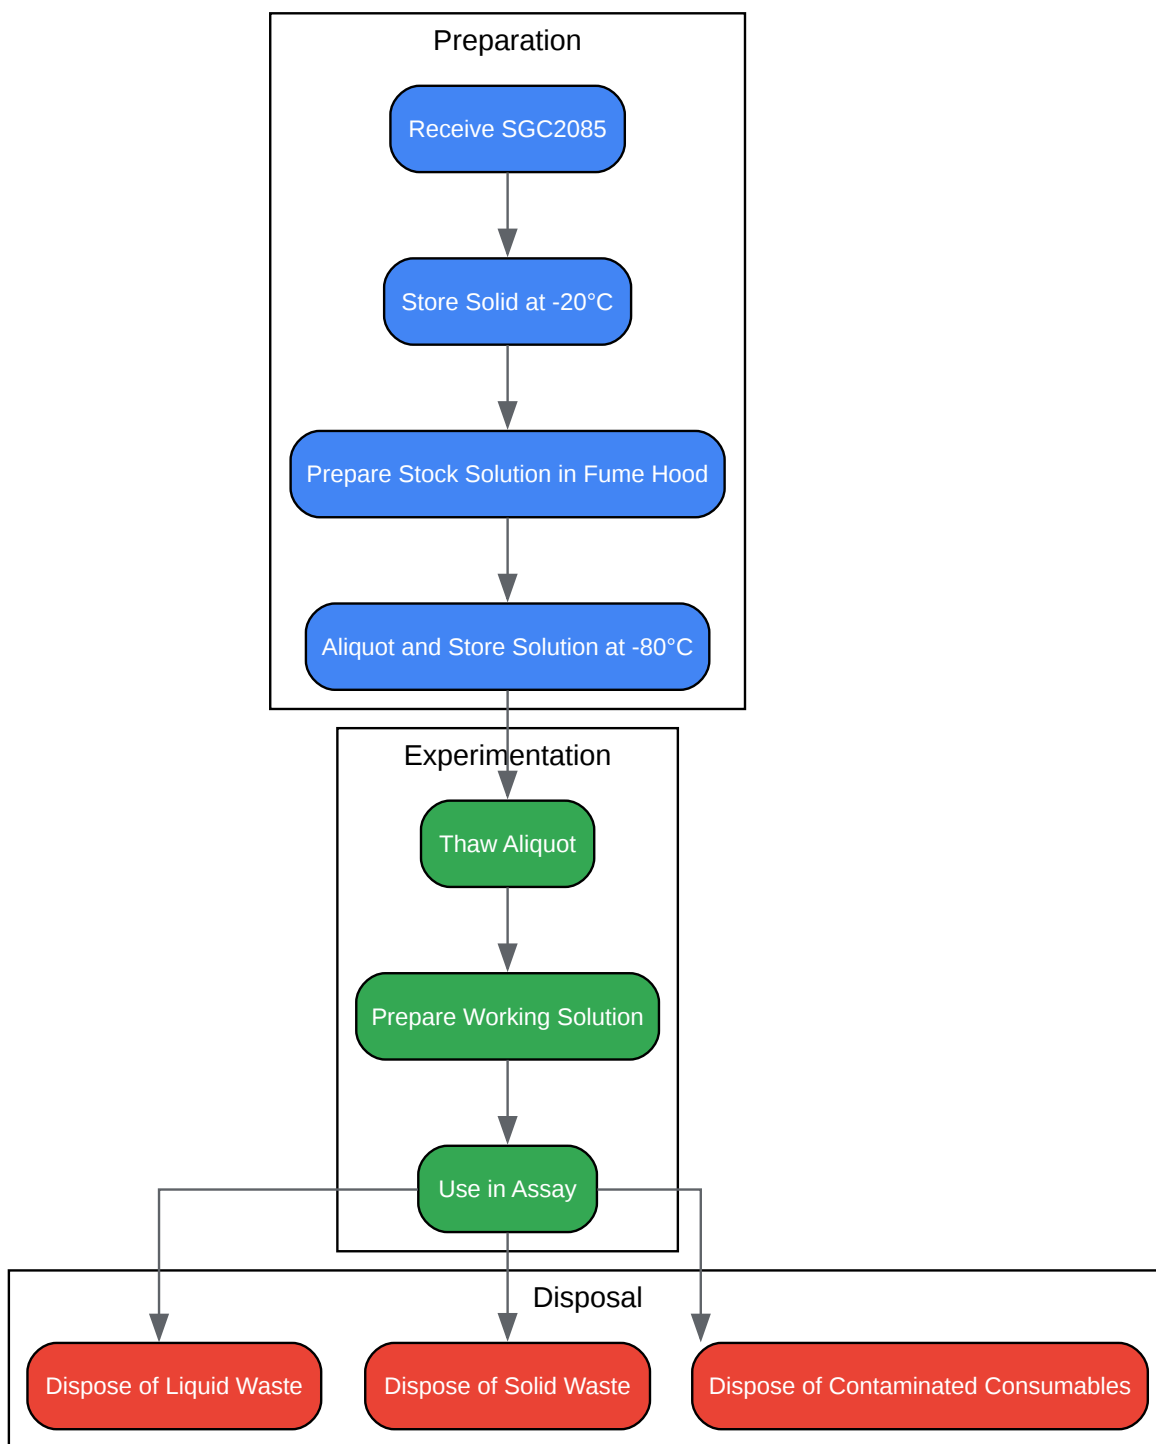 Preparation
Receive SGC2085
Store Solid at -20°C
Prepare Stock Solution in Fume Hood
Aliquot and Store Solution at -80°C
Experimentation
Thaw Aliquot
Prepare Working Solution
Use in Assay
Disposal
Dispose of Liquid Waste
Dispose of Solid Waste
Dispose of Contaminated Consumables